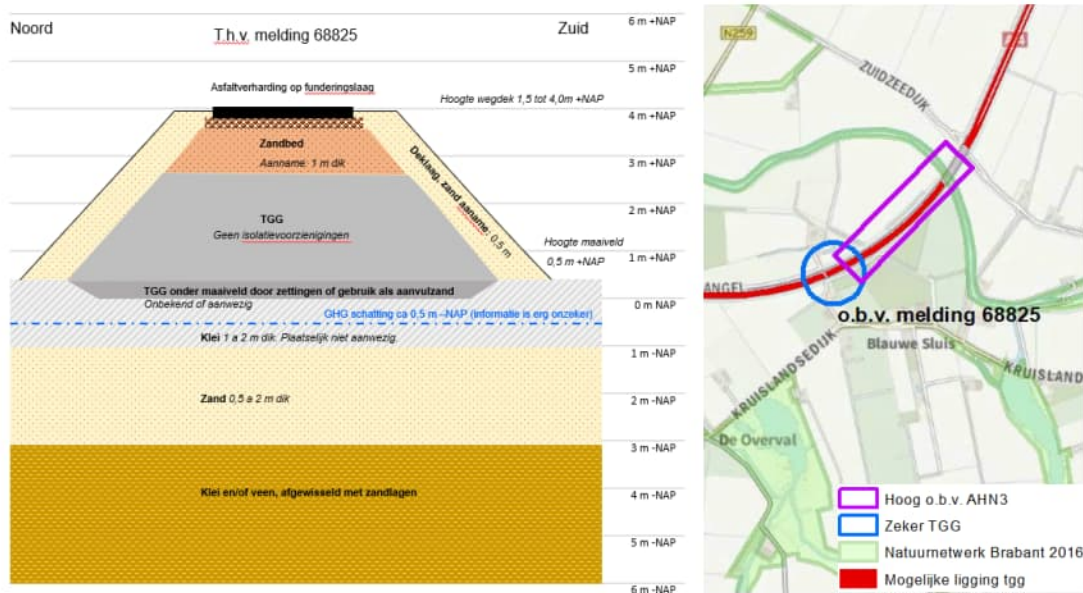 Noord
T.h.v. melding 68825
Zuid
6 m +NAP
5 m +NAP
Asfaltverharding op funderingslaag
Hoogte wegdek 1,5 tot 4,0m +NAP
4 m +NAP
Zandbed
Aanname: 1 m dik
3 m +NAP
Deklaag, zand aaname: 0,5 m
TGG
Geen isolatievoorzienigingen
2 m +NAP
Hoogte maaiveld
0,5 m +NAP
1 m +NAP
TGG onder maaiveld door zettingen of gebruik als aanvulzand
Onbekend of aanwezig
0 m NAP
GHG schatting ca 0,5 m –NAP (informatie is erg onzeker)
Klei 1 a 2 m dik. Plaatselijk niet aanwezig.
1 m -NAP
Zand 0,5 a 2 m dik
2 m -NAP
3 m -NAP
Klei en/of veen, afgewisseld met zandlagen
4 m -NAP
5 m -NAP
6 m -NAP
N259
ZUIDZEEDIJK
ANGEL
o.b.v. melding 68825
Blauwe Sluis
KRUISLANDSEDIJK
KRUISLAND
De Overval
Hoog o.b.v. AHN3
Zeker TGG
Natuurnetwerk Brabant 2016
Mogelijke ligging tgg